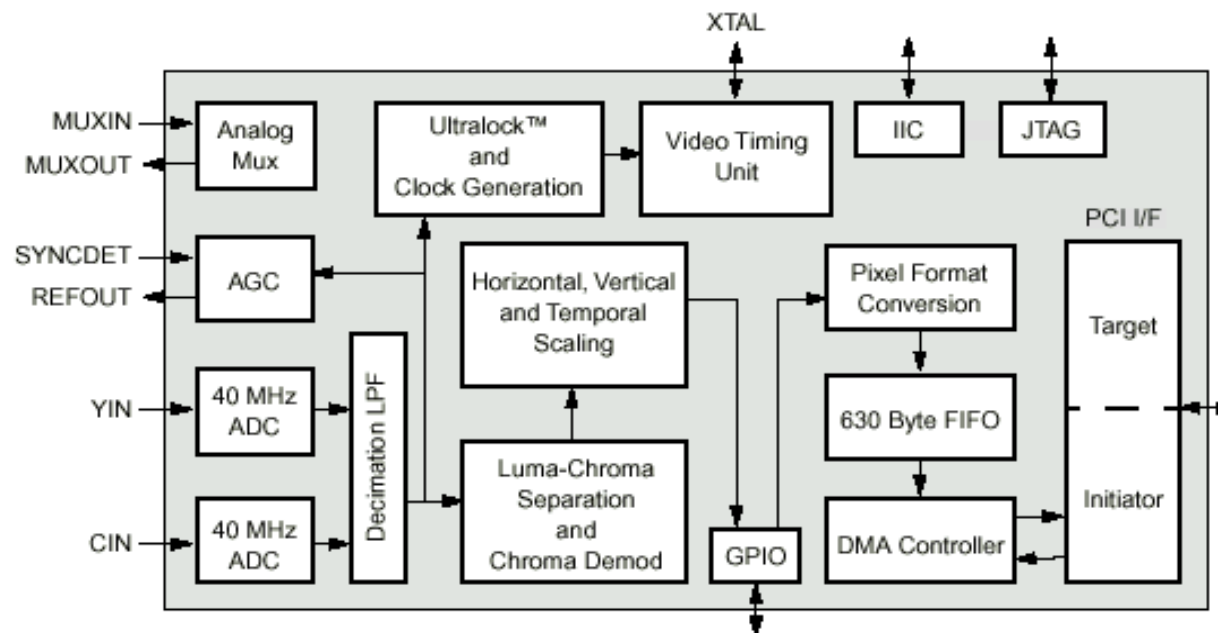 XTAL
MUXIN
MUXOUT
Analog
Mux
Ultralock™
and
Clock Generation
Video Timing
Unit
IIC
JTAG
PCI I/F
SYNCDET
REFOUT
AGC
Horizontal, Vertical
and Temporal
Scaling
Pixel Format
Conversion
Target
YIN
40 MHz
ADC
Decimation LPF
630 Byte FIFO
Luma-Chroma
Separation
and
Chroma Demod
Initiator
CIN
40 MHz
ADC
GPIO
DMA Controller